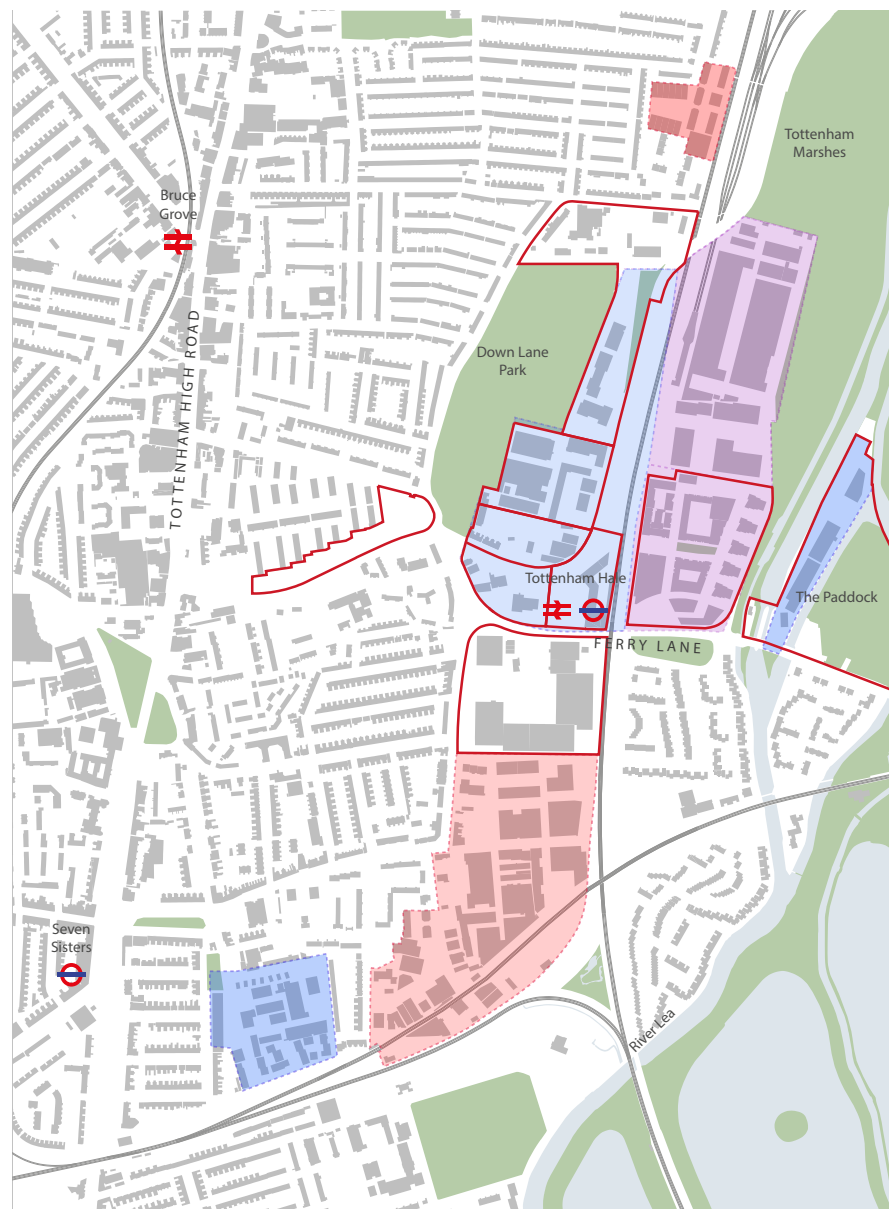 Tottenham
Marshes
Bruce
Grove
TOTTENHAM HIGH ROAD
Down Lane
Park
Tottenham Hale
The Paddock
FERRY LANE
Seven
Sisters
River Lea